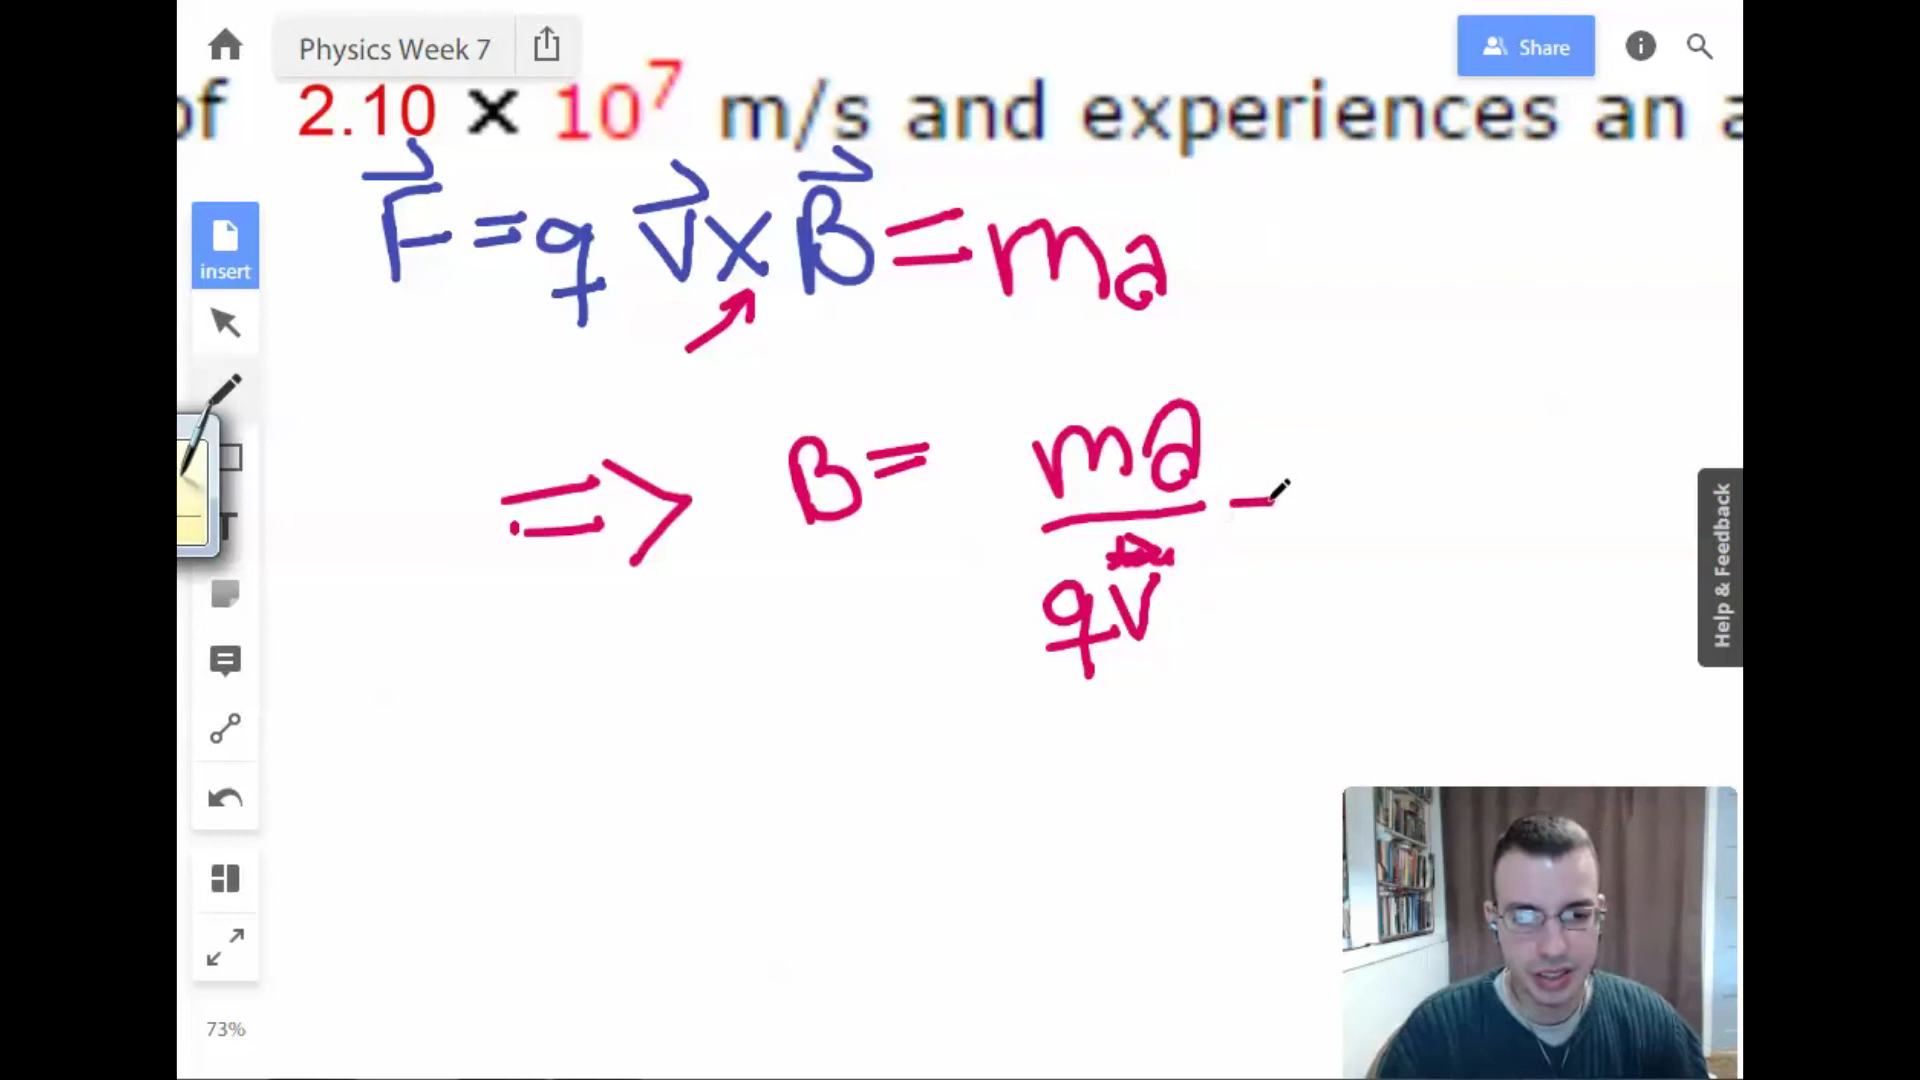 Physics Week 7
Share
of 2.10 × 10⁷ m/s and experiences an a
F⃗ = q v⃗ × B⃗ = ma
insert
⇒ B = ma
qv
T
Help & Feedback
73%